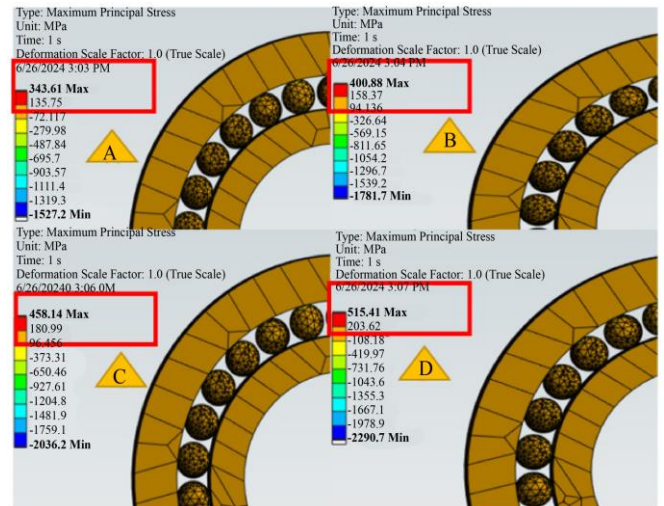 Type: Maximum Principal Stress
Unit: MPa
Time: 1 s
Deformation Scale Factor: 1.0 (True Scale)
6/26/2024 3:03 PM
343.61 Max
135.75
-72.117
-279.98
-487.84
-695.7
-903.57
-1111.4
-1319.3
-1527.2 Min
A
Type: Maximum Principal Stress
Unit: MPa
Time: 1 s
Deformation Scale Factor: 1.0 (True Scale)
6/26/2024 3:04 PM
400.88 Max
158.37
94.136
-326.64
-569.15
-811.65
-1054.2
-1296.7
-1539.2
-1781.7 Min
B
Type: Maximum Principal Stress
Unit: MPa
Time: 1 s
Deformation Scale Factor: 1.0 (True Scale)
6/26/20240 3:06 0M
458.14 Max
180.99
96.456
-373.31
-650.46
-927.61
-1204.8
-1481.9
-1759.1
-2036.2 Min
C
Type: Maximum Principal Stress
Unit: MPa
Time: 1 s
Deformation Scale Factor: 1.0 (True Scale)
6/26/2024 3:07 PM
515.41 Max
203.62
-108.18
-419.97
-731.76
-1043.6
-1355.3
-1667.1
-1978.9
-2290.7 Min
D